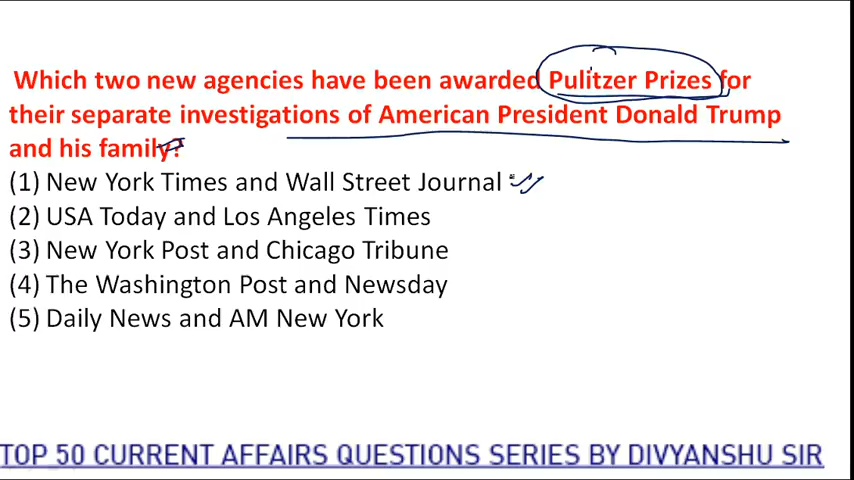 Which two new agencies have been awarded Pulitzer Prizes for
their separate investigations of American President Donald Trump
and his family?
(1) New York Times and Wall Street Journal
(2) USA Today and Los Angeles Times
(3) New York Post and Chicago Tribune
(4) The Washington Post and Newsday
(5) Daily News and AM New York
TOP 50 CURRENT AFFAIRS QUESTIONS SERIES BY DIVYANSHU SIR